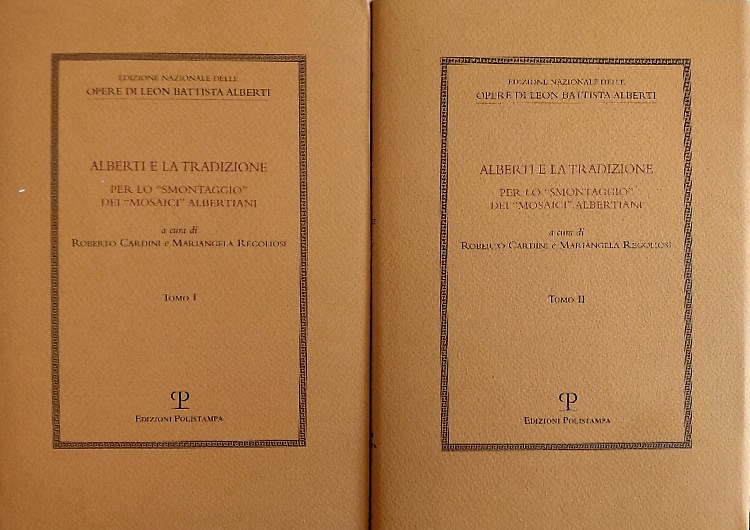 EDIZIONE NAZIONALE DELLE
OPERE DI LEON BATTISTA ALBERTI
ALBERTI E LA TRADIZIONE
PER LO "SMONTAGGIO"
DEI "MOSAICI" ALBERTIANI
a cura di
ROBERTO CARDINI e MARIANGELA REGOLIOSI
TOMO I
EDIZIONI POLISTAMPA
EDIZIONE NAZIONALE DELLE
OPERE DI LEON BATTISTA ALBERTI
ALBERTI E LA TRADIZIONE
PER LO "SMONTAGGIO"
DEI "MOSAICI" ALBERTIANI
a cura di
ROBERTO CARDINI e MARIANGELA REGOLIOSI
TOMO II
EDIZIONI POLISTAMPA